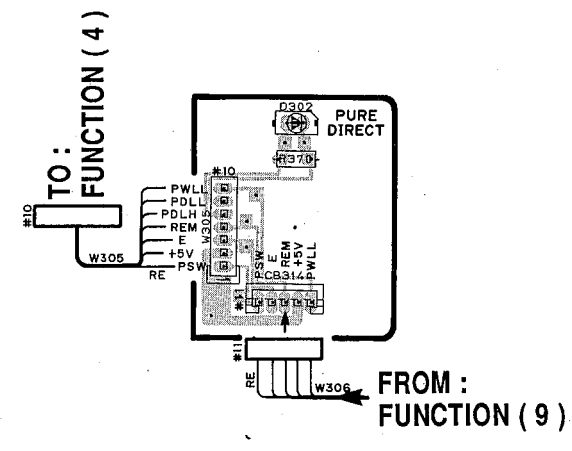 TO :
FUNCTION ( 4 )
#10
W305
RE
PWLL
PDLL
PDLH
REM
E
+5V
PSW
#10
W305
D302
PURE
DIRECT
R370
PSW
E
REM
+5V
PWLL
CB314
#11
#11
RE
W306
FROM :
FUNCTION ( 9 )